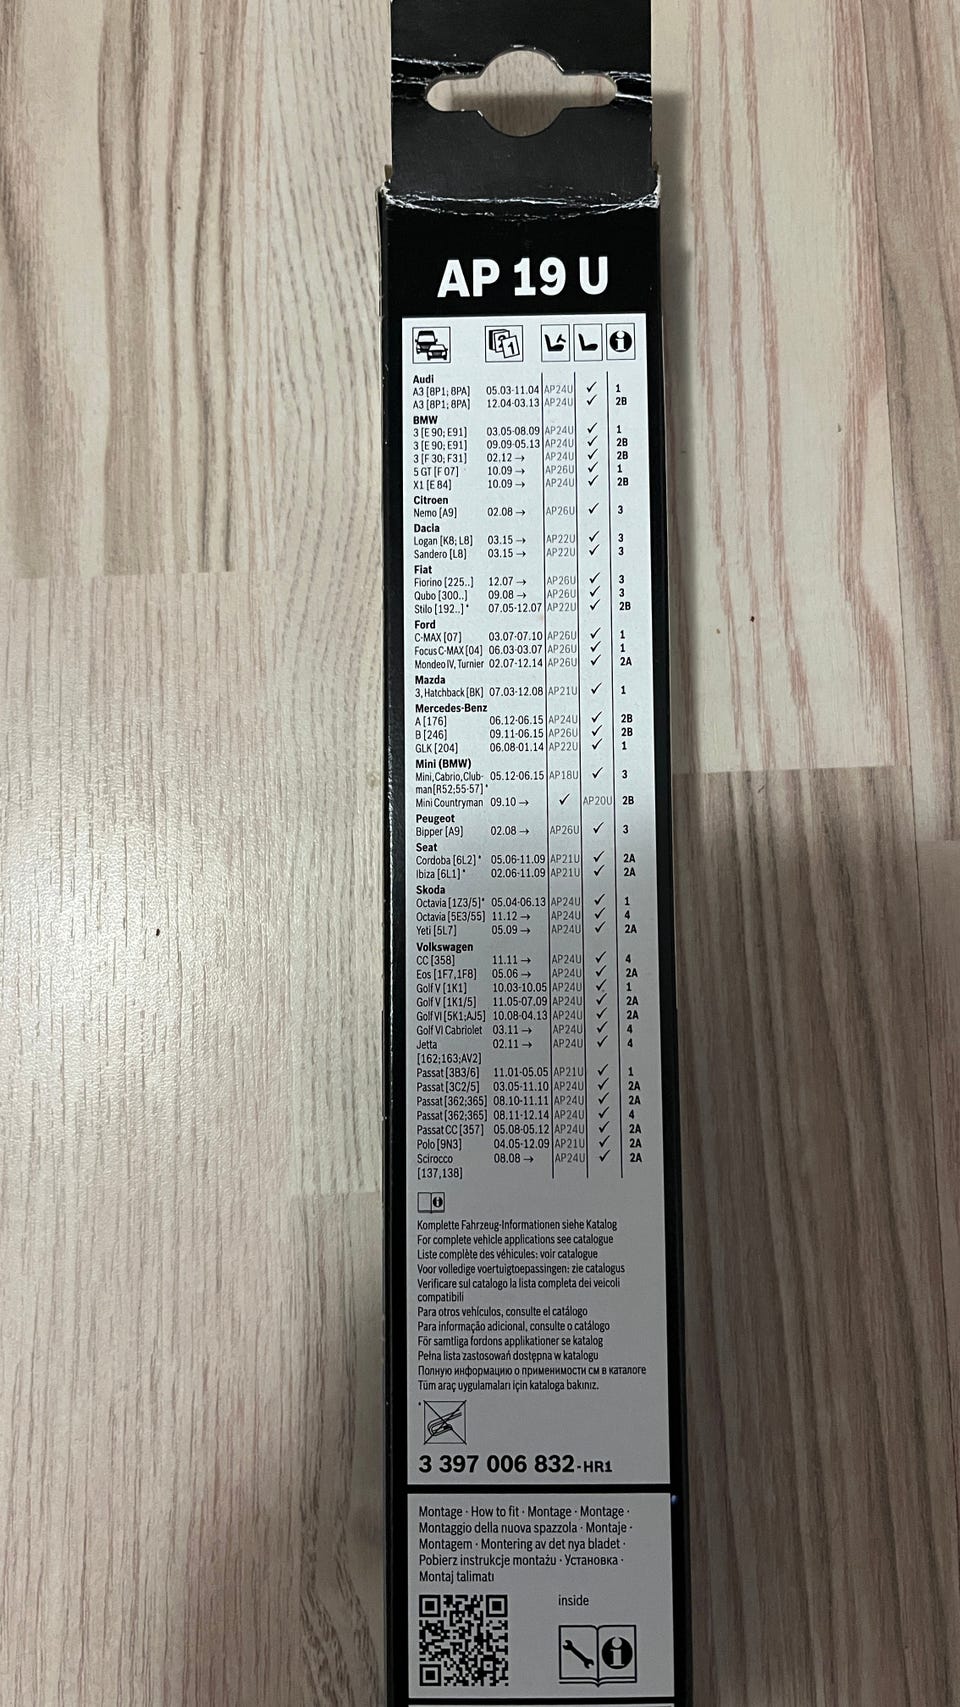 AP 19 U
1
Audi
A3 [8P1; 8PA] 05.03-11.04 AP24U ✓ 1
A3 [8P1; 8PA] 12.04-03.13 AP24U ✓ 2B
BMW
3 [E 90; E91] 03.05-08.09 AP24U ✓ 1
3 [E 90; E91] 09.09-05.13 AP24U ✓ 2B
3 [F 30; F31] 02.12 → AP24U ✓ 2B
5 GT [F 07] 10.09 → AP26U ✓ 1
X1 [E 84] 10.09 → AP24U ✓ 2B
Citroen
Nemo [A9] 02.08 → AP26U ✓ 3
Dacia
Logan [K8; L8] 03.15 → AP22U ✓ 3
Sandero [L8] 03.15 → AP22U ✓ 3
Fiat
Fiorino [225..] 12.07 → AP26U ✓ 3
Qubo [300..] 09.08 → AP26U ✓ 3
Stilo [192..]* 07.05-12.07 AP22U ✓ 2B
Ford
C-MAX [07] 03.07-07.10 AP26U ✓ 1
Focus C-MAX [04] 06.03-03.07 AP26U ✓ 1
Mondeo IV, Turnier 02.07-12.14 AP26U ✓ 2A
Mazda
3, Hatchback [BK] 07.03-12.08 AP21U ✓ 1
Mercedes-Benz
A [176] 06.12-06.15 AP24U ✓ 2B
B [246] 09.11-06.15 AP26U ✓ 2B
GLK [204] 06.08-01.14 AP22U ✓ 1
Mini (BMW)
Mini, Cabrio, Club- 05.12-06.15 AP18U ✓ 3
man [R52; 55-57]*
Mini Countryman 09.10 → ✓ AP20U 2B
Peugeot
Bipper [A9] 02.08 → AP26U ✓ 3
Seat
Cordoba [6L2]* 05.06-11.09 AP21U ✓ 2A
Ibiza [6L1]* 02.06-11.09 AP21U ✓ 2A
Skoda
Octavia [1Z3/5]* 05.04-06.13 AP24U ✓ 1
Octavia [5E3/55] 11.12 → AP24U ✓ 4
Yeti [5L7] 05.09 → AP24U ✓ 2A
Volkswagen
CC [358] 11.11 → AP24U ✓ 4
Eos [1F7,1F8] 05.06 → AP24U ✓ 2A
Golf V [1K1] 10.03-10.05 AP24U ✓ 1
Golf V [1K1/5] 11.05-07.09 AP24U ✓ 2A
Golf VI [5K1; AJ5] 10.08-04.13 AP24U ✓ 2A
Golf VI Cabriolet 03.11 → AP24U ✓ 4
Jetta 02.11 → AP24U ✓ 4
[162;163;AV2]
Passat [3B3/6] 11.01-05.05 AP21U ✓ 1
Passat [3C2/5] 03.05-11.10 AP24U ✓ 2A
Passat [362;365] 08.10-11.11 AP24U ✓ 2A
Passat [362;365] 08.11-12.14 AP24U ✓ 4
Passat CC [357] 05.08-05.12 AP24U ✓ 2A
Polo [9N3] 04.05-12.09 AP21U ✓ 2A
Scirocco 08.08 → AP24U ✓ 2A
[137,138]
Komplette Fahrzeug-Informationen siehe Katalog
For complete vehicle applications see catalogue
Liste complète des véhicules: voir catalogue
Voor volledige voertuigtoepassingen: zie catalogus
Verificare sul catalogo la lista completa dei veicoli
compatibili
Para otros vehículos, consulte el catálogo
Para informação adicional, consulte o catálogo
För samtliga fordons applikationer se katalog
Pełna lista zastosowań dostępna w katalogu
Полную информацию о применимости см в каталоге
Tüm araç uygulamaları için kataloga bakınız.
*
3 397 006 832-HR1
Montage · How to fit · Montage · Montage ·
Montaggio della nuova spazzola · Montaje ·
Montagem · Montering av det nya bladet ·
Pobierz instrukcje montażu · Установка ·
Montaj talimatı
inside